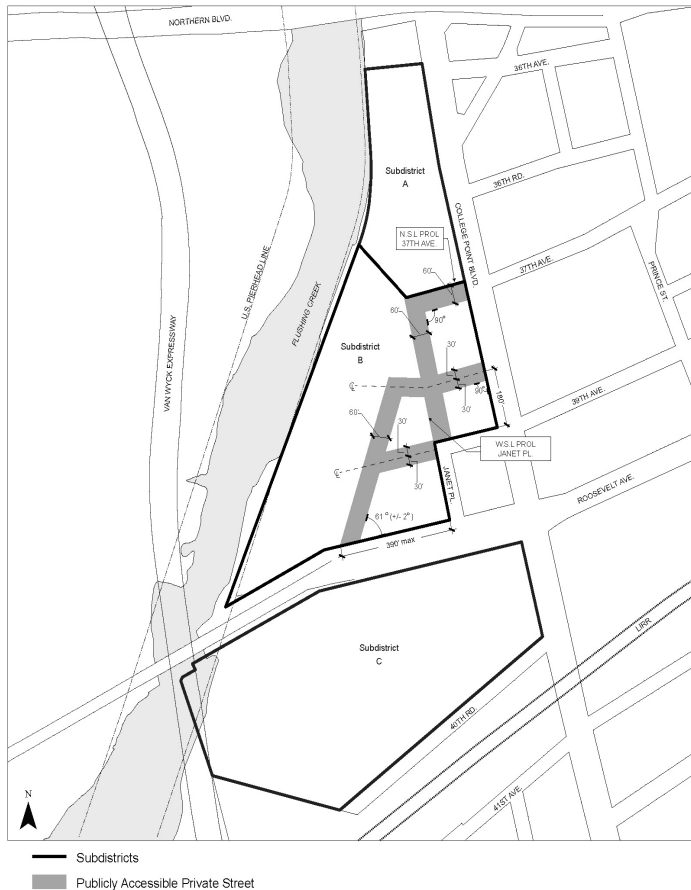 NORTHERN BLVD.
36TH AVE.
Subdistrict
A
36TH RD.
COLLEGE POINT BLVD.
N.S.L PROL
37TH AVE.
37TH AVE.
PRINCE ST.
U.S. PIERHEAD LINE
FLUSHING CREEK
VAN WYCK EXPRESSWAY
60'
60'
90°
Subdistrict
B
30'
℄
30'
90°
180'
39TH AVE.
60'
30'
W.S.L PROL
JANET PL.
℄
30'
JANET PL.
ROOSEVELT AVE.
61° (+/- 2°)
390' max
LIRR
Subdistrict
C
40TH RD.
41ST AVE.
N
Subdistricts
Publicly Accessible Private Street